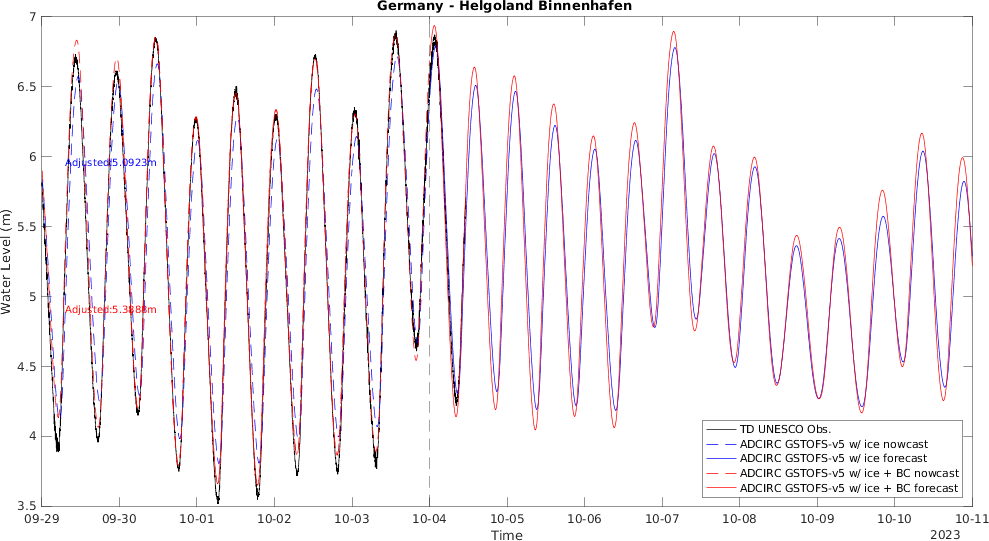 Germany - Helgoland Binnenhafen
7
6.5
6
5.5
5
4.5
4
3.5
Water Level (m)
Adjusted:5.0923m
Adjusted:5.3888m
TD UNESCO Obs.
ADCIRC GSTOFS-v5 w/ ice nowcast
ADCIRC GSTOFS-v5 w/ ice forecast
ADCIRC GSTOFS-v5 w/ ice + BC nowcast
ADCIRC GSTOFS-v5 w/ ice + BC forecast
09-29 09-30 10-01 10-02 10-03 10-04 10-05 10-06 10-07 10-08 10-09 10-10 10-11
Time
2023